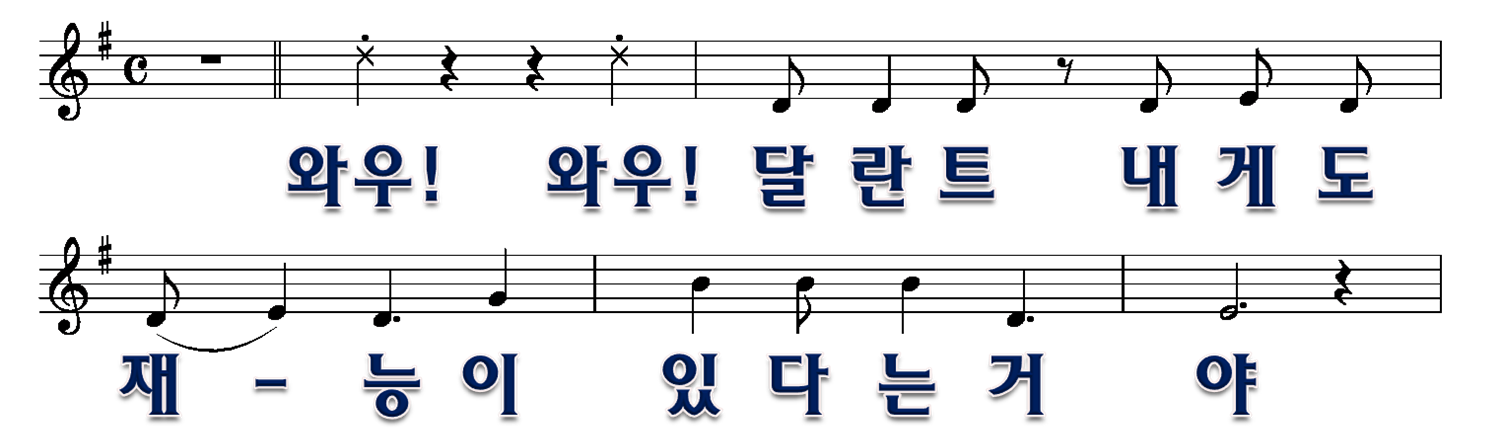 와우! 와우! 달 란 트 내 게 도
재 - 능 이 있 다 는 거 야